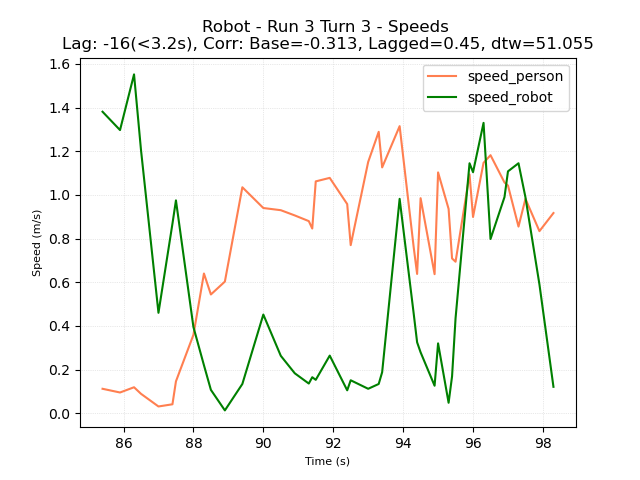 Robot - Run 3 Turn 3 - Speeds
Lag: -16(<3.2s), Corr: Base=-0.313, Lagged=0.45, dtw=51.055
speed_person
speed_robot
1.6
1.4
1.2
1.0
0.8
0.6
0.4
0.2
0.0
Speed (m/s)
86 88 90 92 94 96 98
Time (s)